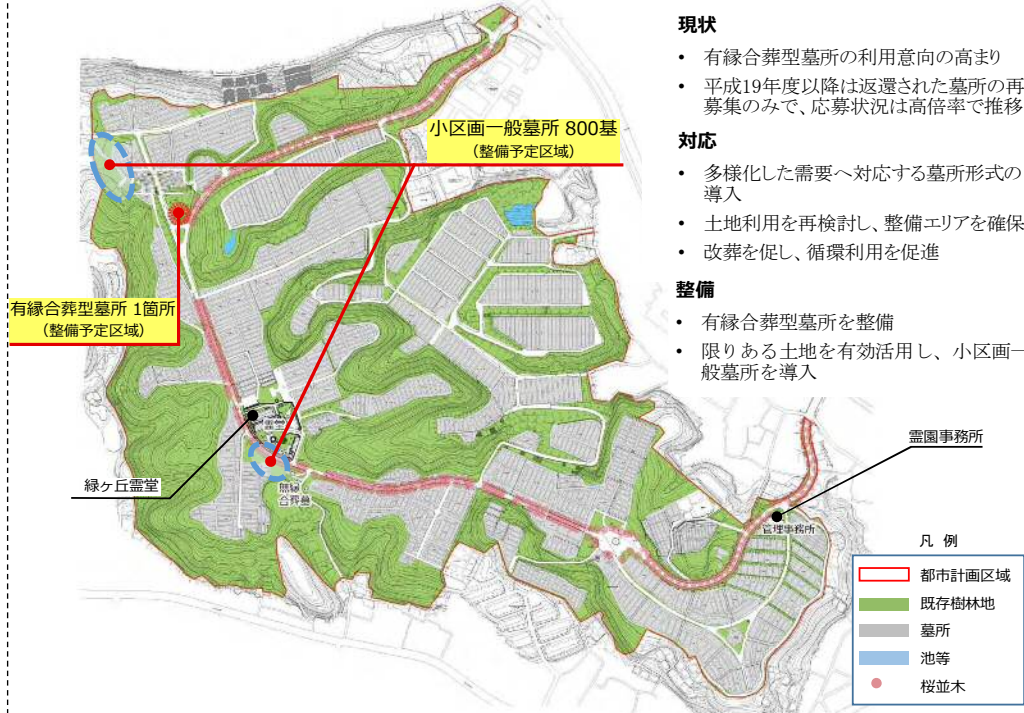 現状
• 有縁合葬型墓所の利用意向の高まり
• 平成19年度以降は返還された墓所の再
募集のみで、応募状況は高倍率で推移
対応
• 多様化した需要へ対応する墓所形式の
導入
• 土地利用を再検討し、整備エリアを確保
• 改葬を促し、循環利用を促進
整備
• 有縁合葬型墓所を整備
• 限りある土地を有効活用し、小区画一
般墓所を導入
小区画一般墓所 800基
(整備予定区域)
有縁合葬型墓所 1箇所
(整備予定区域)
緑ヶ丘霊堂
無縁
合葬墓
霊園事務所
管理事務所
凡 例
都市計画区域
既存樹林地
墓所
池等
桜並木